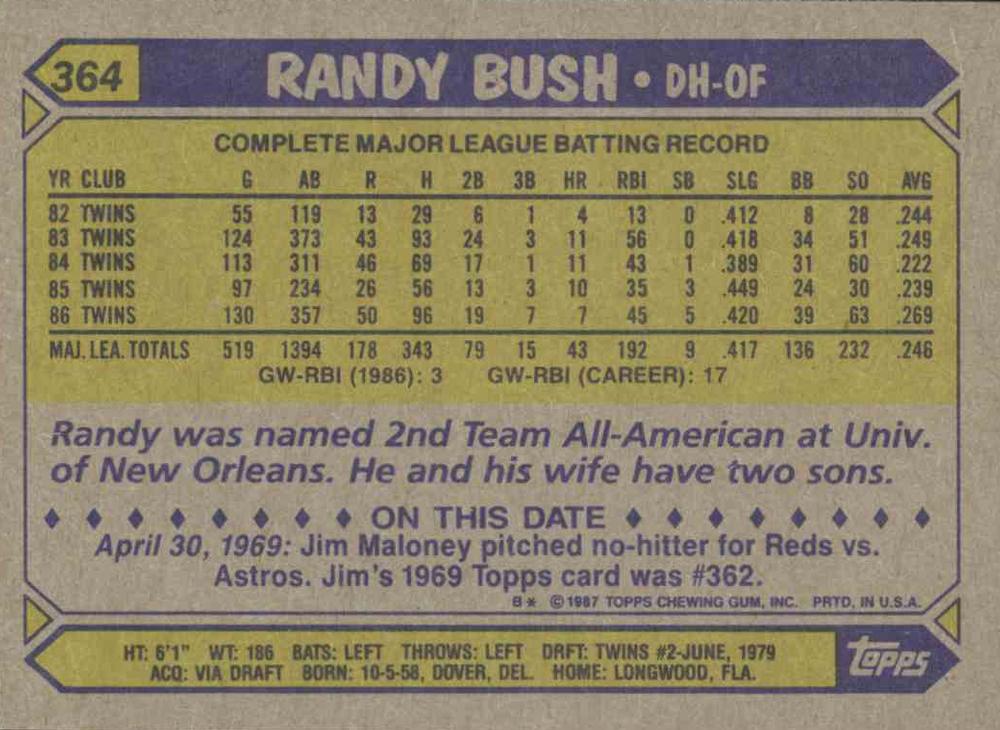 364
RANDY BUSH • DH-OF
COMPLETE MAJOR LEAGUE BATTING RECORD
YR CLUB G AB R H 2B 3B HR RBI SB SLG BB SO AVG
82 TWINS 55 119 13 29 6 1 4 13 0 .412 8 28 .244
83 TWINS 124 373 43 93 24 3 11 56 0 .418 34 51 .249
84 TWINS 113 311 46 69 17 1 11 43 1 .389 31 60 .222
85 TWINS 97 234 26 56 13 3 10 35 3 .449 24 30 .239
86 TWINS 130 357 50 96 19 7 7 45 5 .420 39 63 .269
MAJ. LEA. TOTALS 519 1394 178 343 79 15 43 192 9 .417 136 232 .246
GW-RBI (1986): 3 GW-RBI (CAREER): 17
Randy was named 2nd Team All-American at Univ.
of New Orleans. He and his wife have two sons.
♦ ♦ ♦ ♦ ♦ ♦ ♦ ♦ ON THIS DATE ♦ ♦ ♦ ♦ ♦ ♦ ♦ ♦
April 30, 1969: Jim Maloney pitched no-hitter for Reds vs.
Astros. Jim's 1969 Topps card was #362.
B* © 1987 TOPPS CHEWING GUM, INC. PRTD. IN U.S.A.
HT: 6'1" WT: 186 BATS: LEFT THROWS: LEFT DRFT: TWINS #2-JUNE, 1979
ACQ: VIA DRAFT BORN: 10-5-58, DOVER, DEL. HOME: LONGWOOD, FLA.
topps